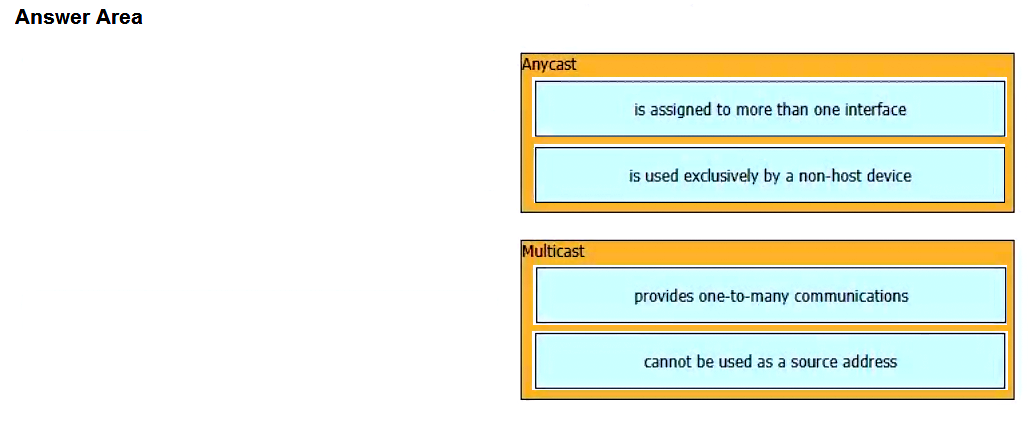 Answer Area
Anycast
is assigned to more than one interface
is used exclusively by a non-host device
Multicast
provides one-to-many communications
cannot be used as a source address